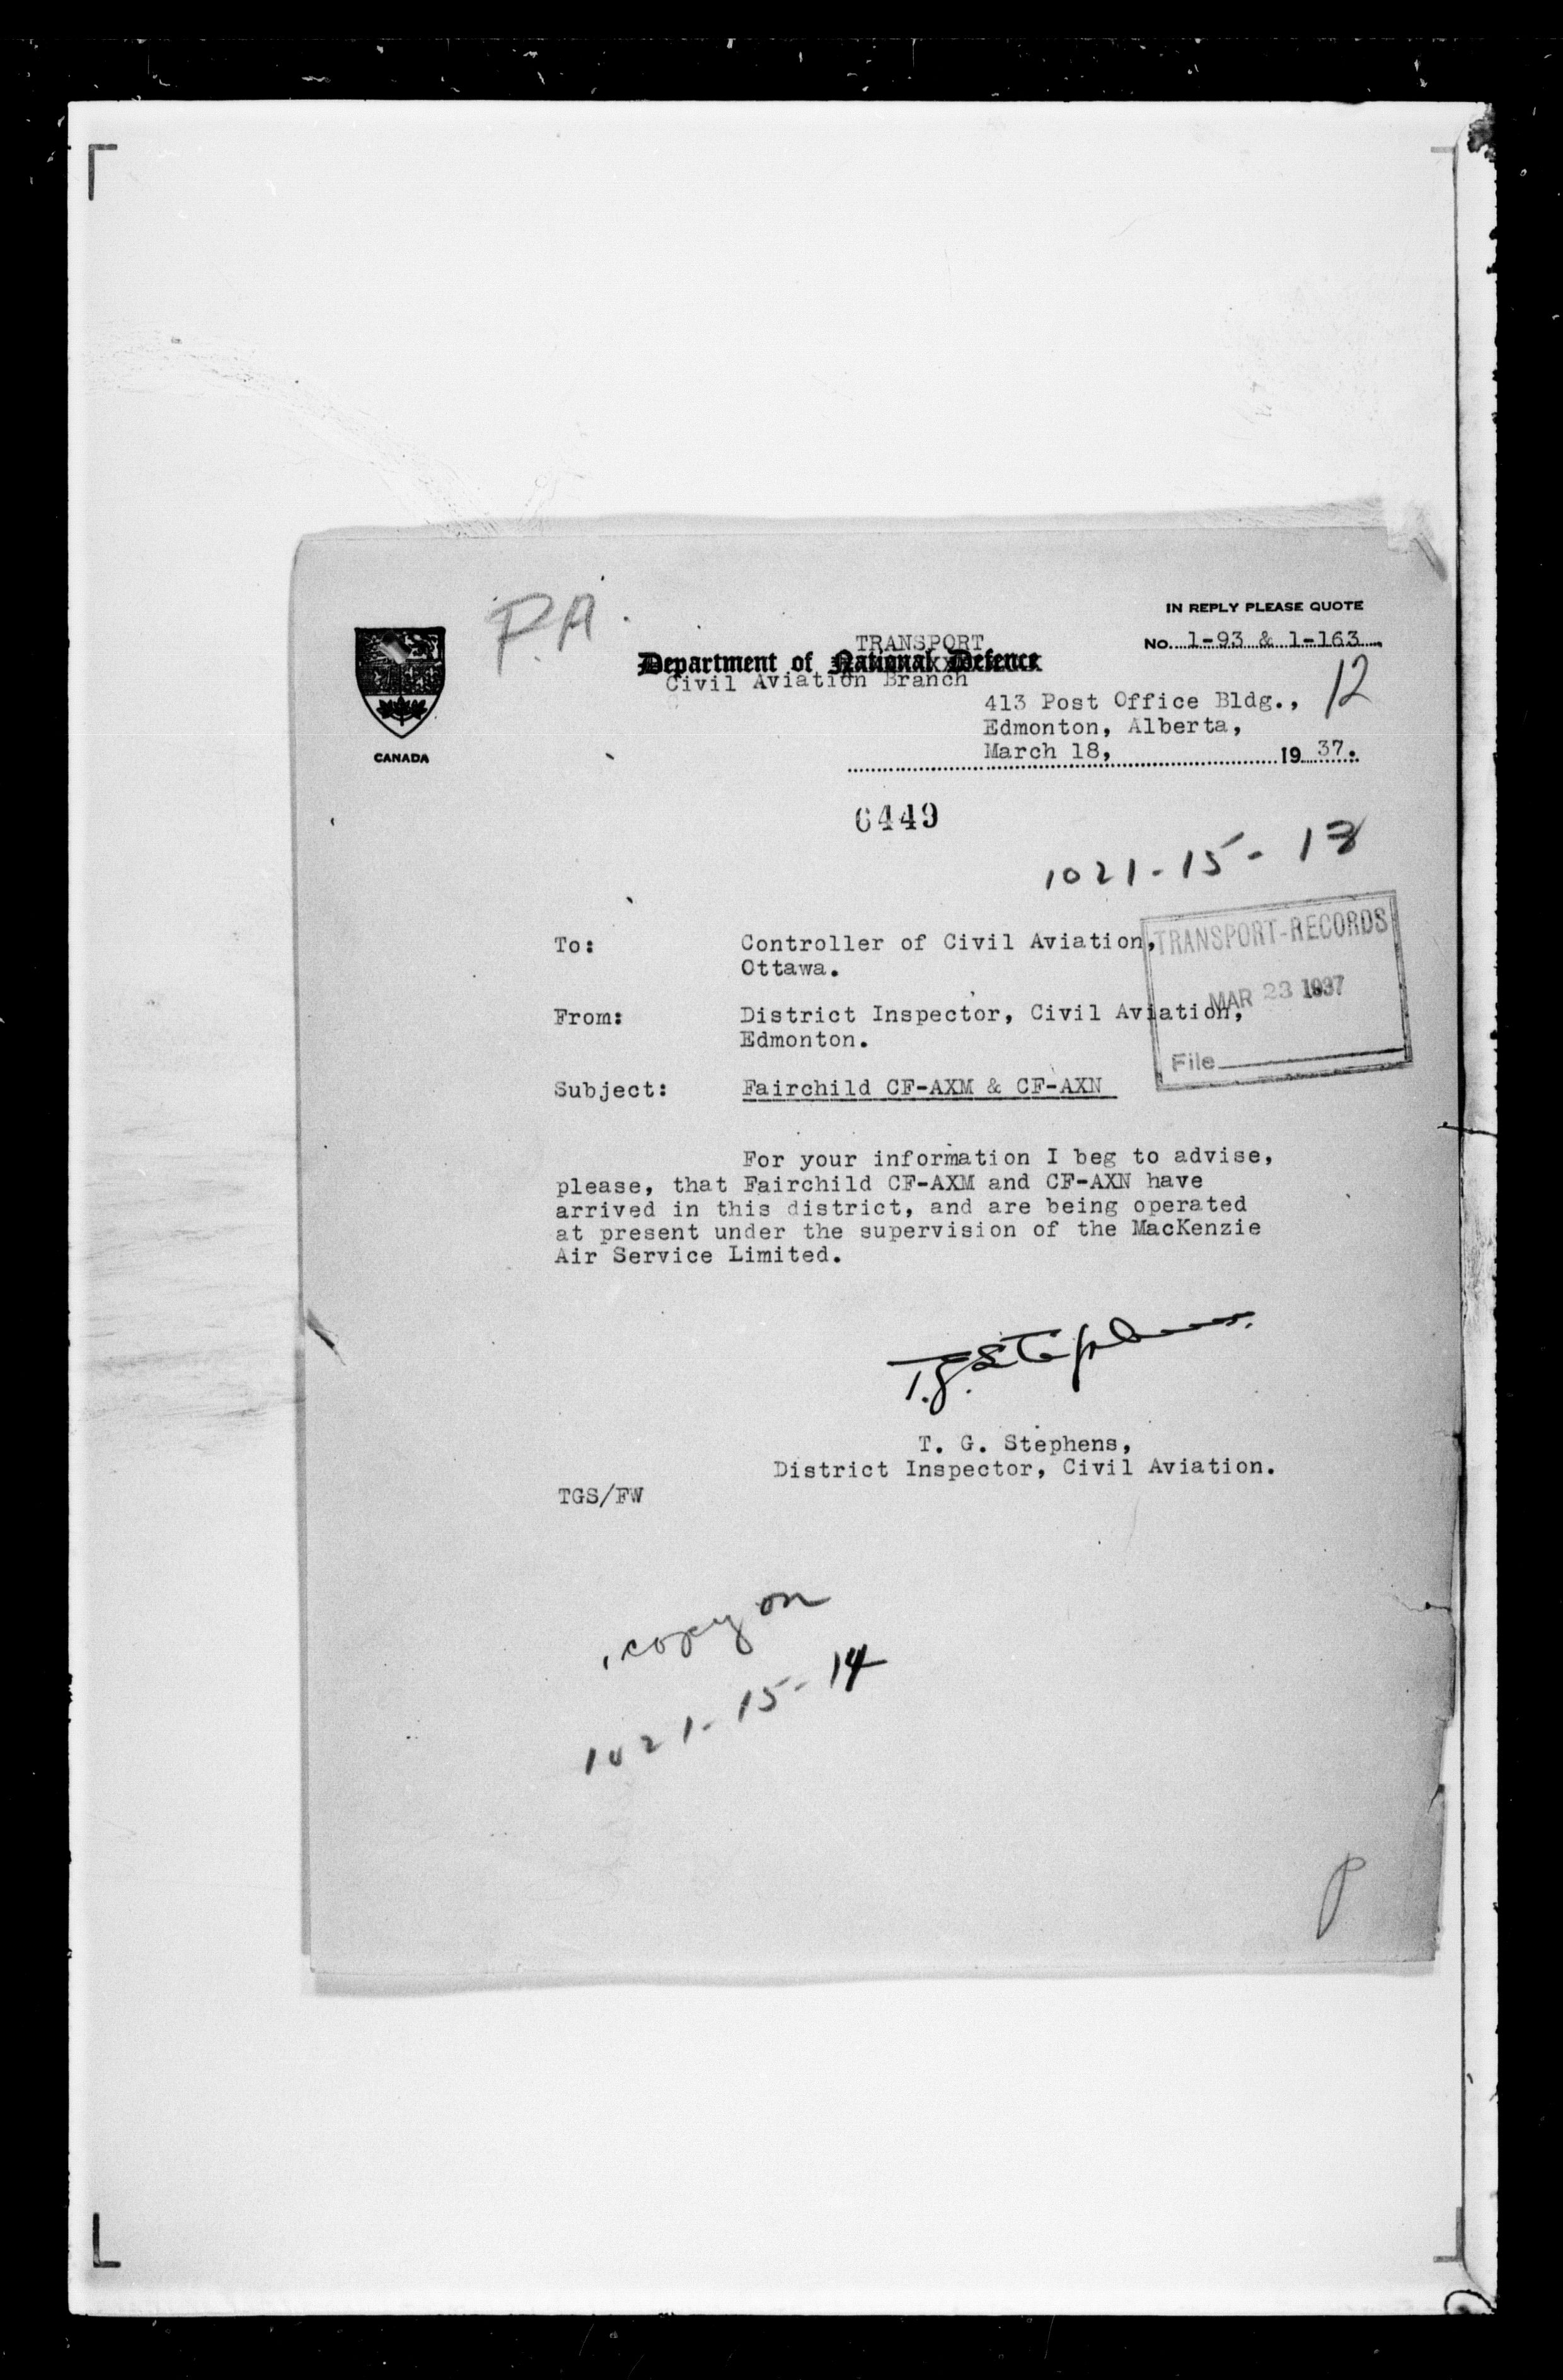 P.A.
IN REPLY PLEASE QUOTE
No. 1-93 & 1-163
TRANSPORT
Department of National Defence
Civil Aviation Branch
12
413 Post Office Bldg.,
Edmonton, Alberta,
March 18, 1937.
CANADA
6449
1021-15-13
To: Controller of Civil Aviation,
Ottawa.
TRANSPORT-RECORDS
MAR 23 1937
File
From: District Inspector, Civil Aviation,
Edmonton.
Subject: Fairchild CF-AXM & CF-AXN
For your information I beg to advise,
please, that Fairchild CF-AXM and CF-AXN have
arrived in this district, and are being operated
at present under the supervision of the MacKenzie
Air Service Limited.
T.G. Stephens.
T. G. Stephens,
District Inspector, Civil Aviation.
TGS/FW
copy on
1021-15-14
P